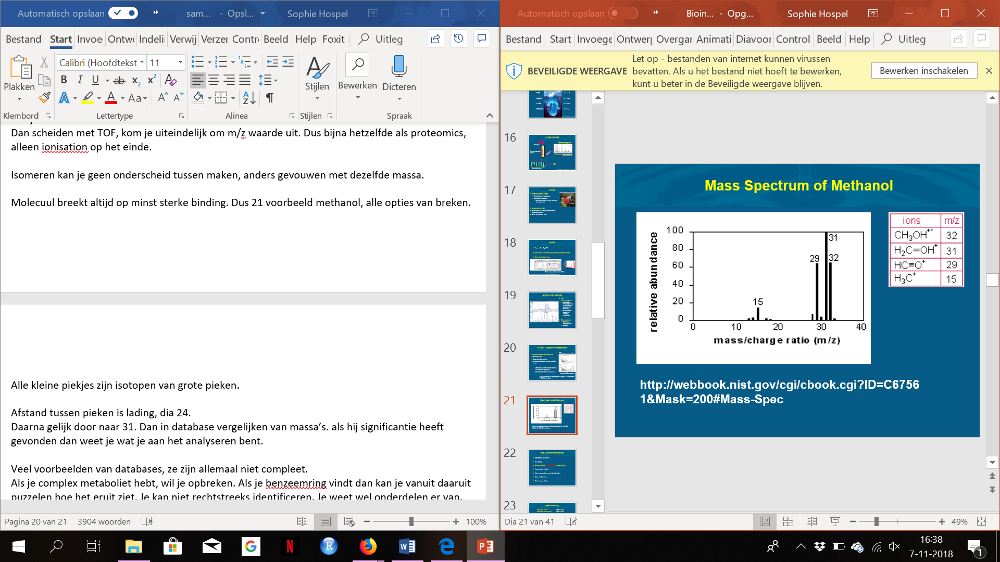 Automatisch opslaan
sam... - Opsl...
Sophie Hospel
Bestand Start Invoe Ontwe Indeli Verwij Verzer Contro Beeld Help Foxit Uitleg
Plakken
Calibri (Hoofdtekst) 11
Stijlen
Bewerken
Dicteren
Klembord Lettertype Alinea Stijlen Spraak
Dan scheiden met TOF, kom je uiteindelijk om m/z waarde uit. Dus bijna hetzelfde als proteomics,
alleen ionisation op het einde.
Isomeren kan je geen onderscheid tussen maken, anders gevouwen met dezelfde massa.
Molecuul breekt altijd op minst sterke binding. Dus 21 voorbeeld methanol, alle opties van breken.
Alle kleine piekjes zijn isotopen van grote pieken.
Afstand tussen pieken is lading, dia 24.
Daarna gelijk door naar 31. Dan in database vergelijken van massa's. als hij significantie heeft
gevonden dan weet je wat je aan het analyseren bent.
Veel voorbeelden van databases, ze zijn allemaal niet compleet.
Als je complex metaboliet hebt, wil je opbreken. Als je benzeemring vindt dan kan je vanuit daaruit
puzzelen hoe het eruit ziet. Je kan niet rechtstreeks identificeren. Je weet wel onderdelen er van.
Pagina 20 van 21 3904 woorden 100%
Automatisch opslaan
Bioin... - Opg...
Sophie Hospel
Bestand Start Invoege Ontwerp Overgar Animati Diavoor Control Beeld Help Uitleg
BEVEILIGDE WEERGAVE
Let op - bestanden van internet kunnen virussen
bevatten. Als u het bestand niet hoeft te bewerken,
kunt u beter in de Beveiligde weergave blijven.
Bewerken inschakelen
16
17
18
19
20
21
22
23
Mass Spectrum of Methanol
relative abundance
100
80
60
40
20
0
15
29
31
32
0 10 20 30 40
mass/charge ratio (m/z)
ions m/z
CH₃OH⁺• 32
H₂C=OH⁺ 31
HC≡O⁺ 29
H₃C⁺ 15
http://webbook.nist.gov/cgi/cbook.cgi?ID=C6756
1&Mask=200#Mass-Spec
Dia 21 van 41 49%
16:38
7-11-2018
1